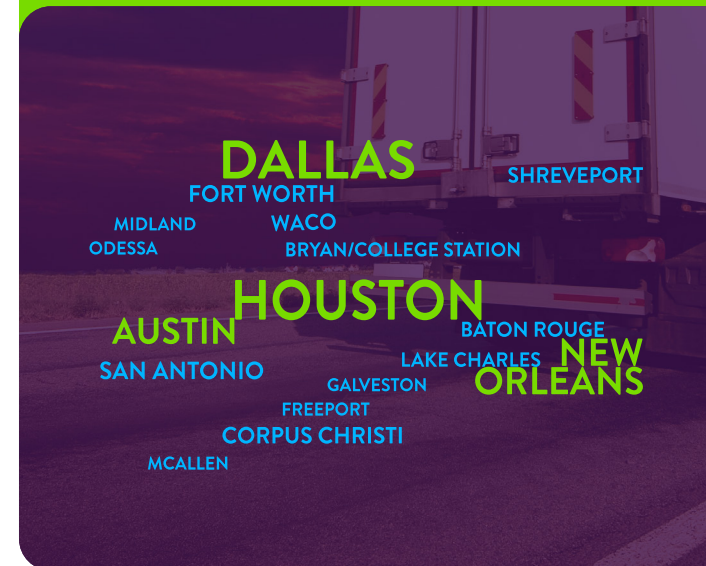 DALLAS
SHREVEPORT
FORT WORTH
MIDLAND
WACO
ODESSA
BRYAN/COLLEGE STATION
HOUSTON
AUSTIN
BATON ROUGE
NEW
LAKE CHARLES
SAN ANTONIO
ORLEANS
GALVESTON
FREEPORT
CORPUS CHRISTI
MCALLEN